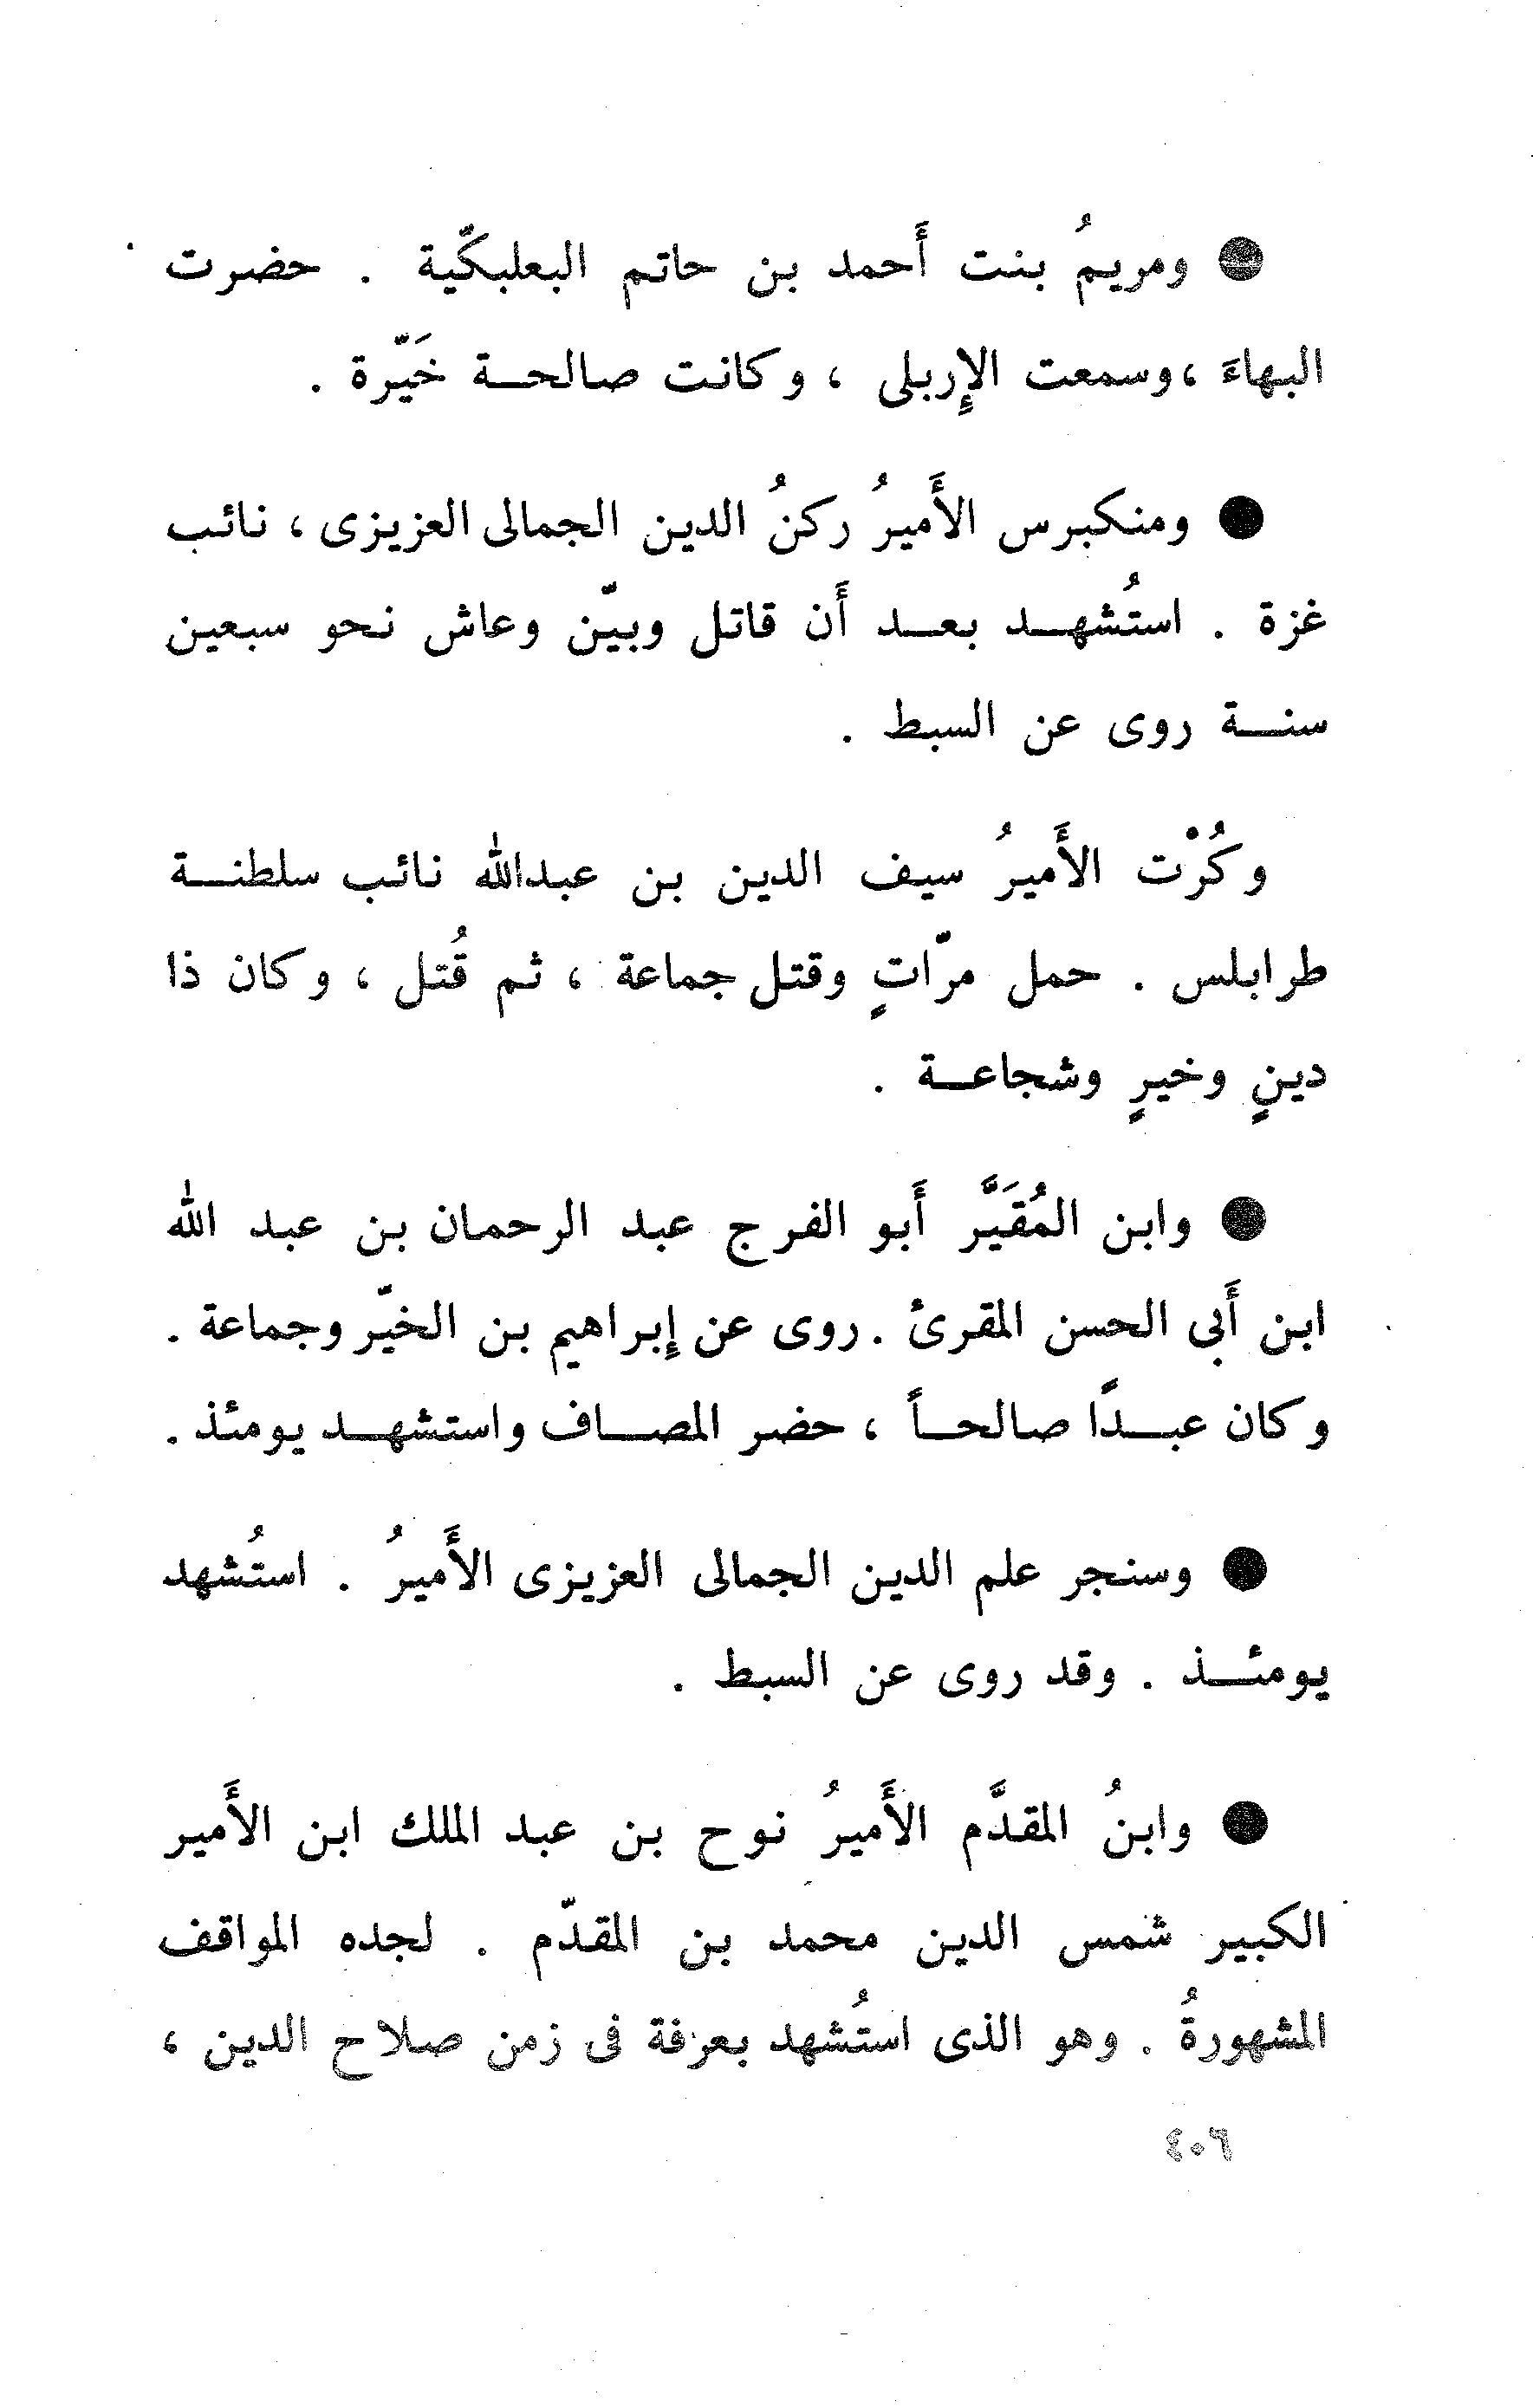 ● ومريمُ بنت أَحمد بن حاتم البعلبكّية . حضرت
البهاءَ ، وسمعت الإِربلى ، وكانت صالحة خَيّرة .
● ومنكبرس الأَميرُ ركنُ الدين الجمالى العزيزى ، نائب
غزة . استُشهد بعد أَن قاتل وبيّن وعاش نحو سبعين
سنة روى عن السبط .
وكُرْت الأَميرُ سيف الدين بن عبدالله نائب سلطنة
طرابلس . حمل مرّاتٍ وقتل جماعة ، ثم قُتل ، وكان ذا
دينٍ وخيرٍ وشجاعة .
● وابن المُقَيَّر أَبو الفرج عبد الرحمان بن عبد الله
ابن أَبى الحسن المقرئ . روى عن إِبراهيم بن الخيّر وجماعة .
وكان عبدًا صالحاً ، حضر المصاف واستشهد يومئذ .
● وسنجر علم الدين الجمالى العزيزى الأَميرُ . استُشهد
يومئذ . وقد روى عن السبط .
● وابنُ المقدَّم الأَميرُ نوح بن عبد الملك ابن الأَمير
الكبير شمس الدين محمد بن المقدّم . لجده المواقف
المشهورةُ . وهو الذى استُشهد بعرفة فى زمن صلاح الدين ،
٤٠٦